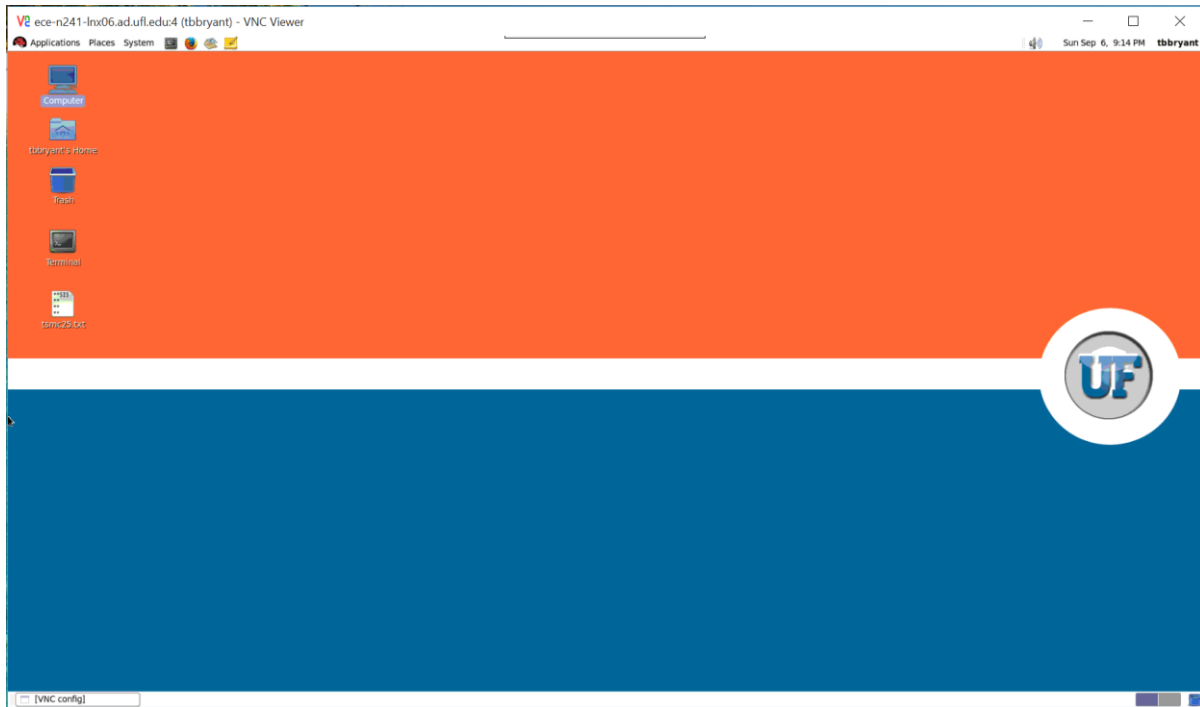 V2 ece-n241-lnx06.ad.ufl.edu:4 (tbbryant) - VNC Viewer
Applications Places System Sun Sep 6, 9:14 PM tbbryant
Computer
tbbryant's Home
Trash
Terminal
tsmc25.txt
UF
[VNC config]